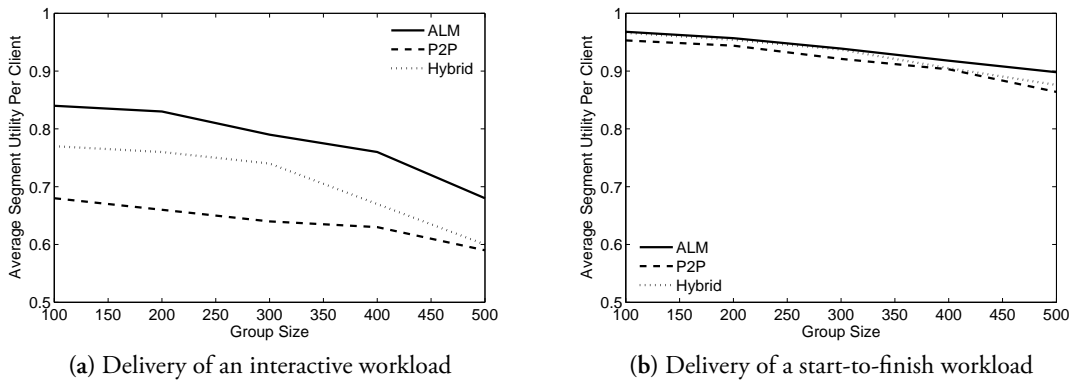 1
0.9
0.8
0.7
0.6
0.5
Average Segment Utility Per Client
ALM
P2P
Hybrid
100 150 200 250 300 350 400 450 500
Group Size
(a) Delivery of an interactive workload
1
0.9
0.8
0.7
0.6
0.5
Average Segment Utility Per Client
ALM
P2P
Hybrid
100 150 200 250 300 350 400 450 500
Group Size
(b) Delivery of a start-to-finish workload